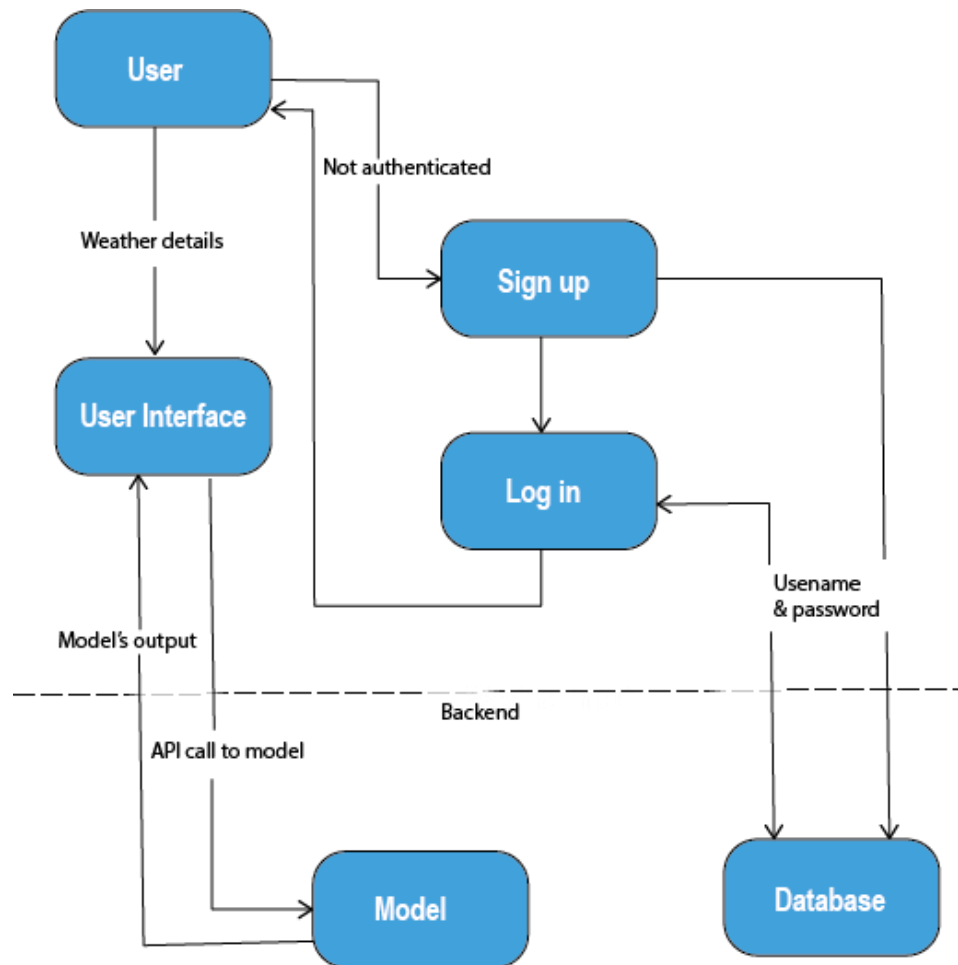 User
Not authenticated
Weather details
Sign up
User Interface
Log in
Usename
& password
Model's output
Backend
API call to model
Model
Database